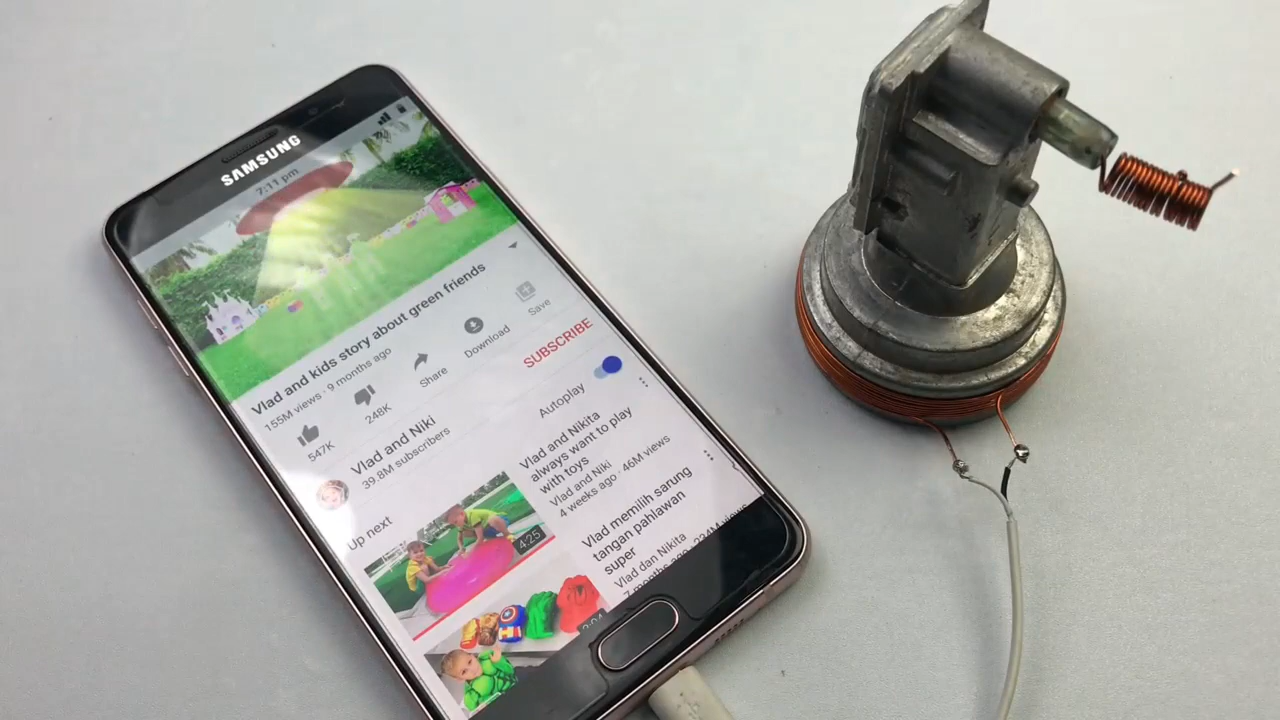 SAMSUNG
7:11 pm
Vlad and kids story about green friends
155M views · 9 months ago
547K
248K
Share
Download
Save
Vlad and Niki
39.8M subscribers
SUBSCRIBE
Up next
Autoplay
4:25
Vlad and Nikita
always want to play
with toys
Vlad and Niki
4 weeks ago · 46M views
Vlad memilih sarung
tangan pahlawan
super
Vlad dan Nikita